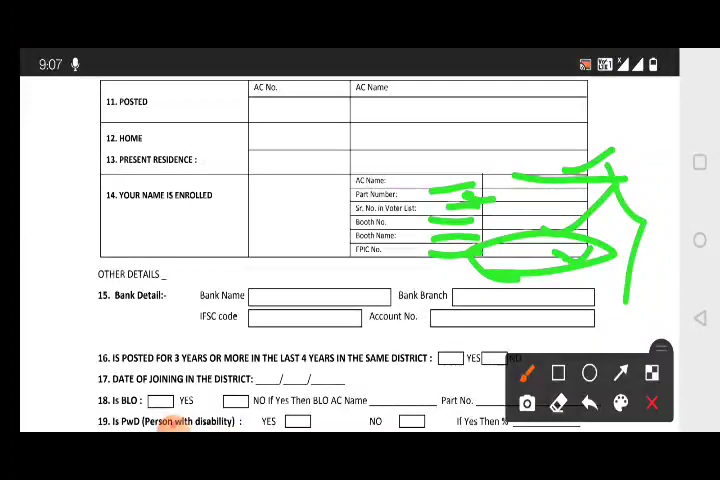 9:07
AC No. AC Name
11. POSTED
12. HOME
13. PRESENT RESIDENCE :
14. YOUR NAME IS ENROLLED
AC Name:
Part Number:
Sr. No. in Voter List:
Booth No.
Booth Name:
FPIC No.
OTHER DETAILS _
15. Bank Detail:- Bank Name Bank Branch
IFSC code Account No.
16. IS POSTED FOR 3 YEARS OR MORE IN THE LAST 4 YEARS IN THE SAME DISTRICT : YES NO
17. DATE OF JOINING IN THE DISTRICT: ____/____/______
18. Is BLO : YES NO If Yes Then BLO AC Name ______________ Part No.
19. Is PwD (Person with disability) : YES NO If Yes Then % ______________